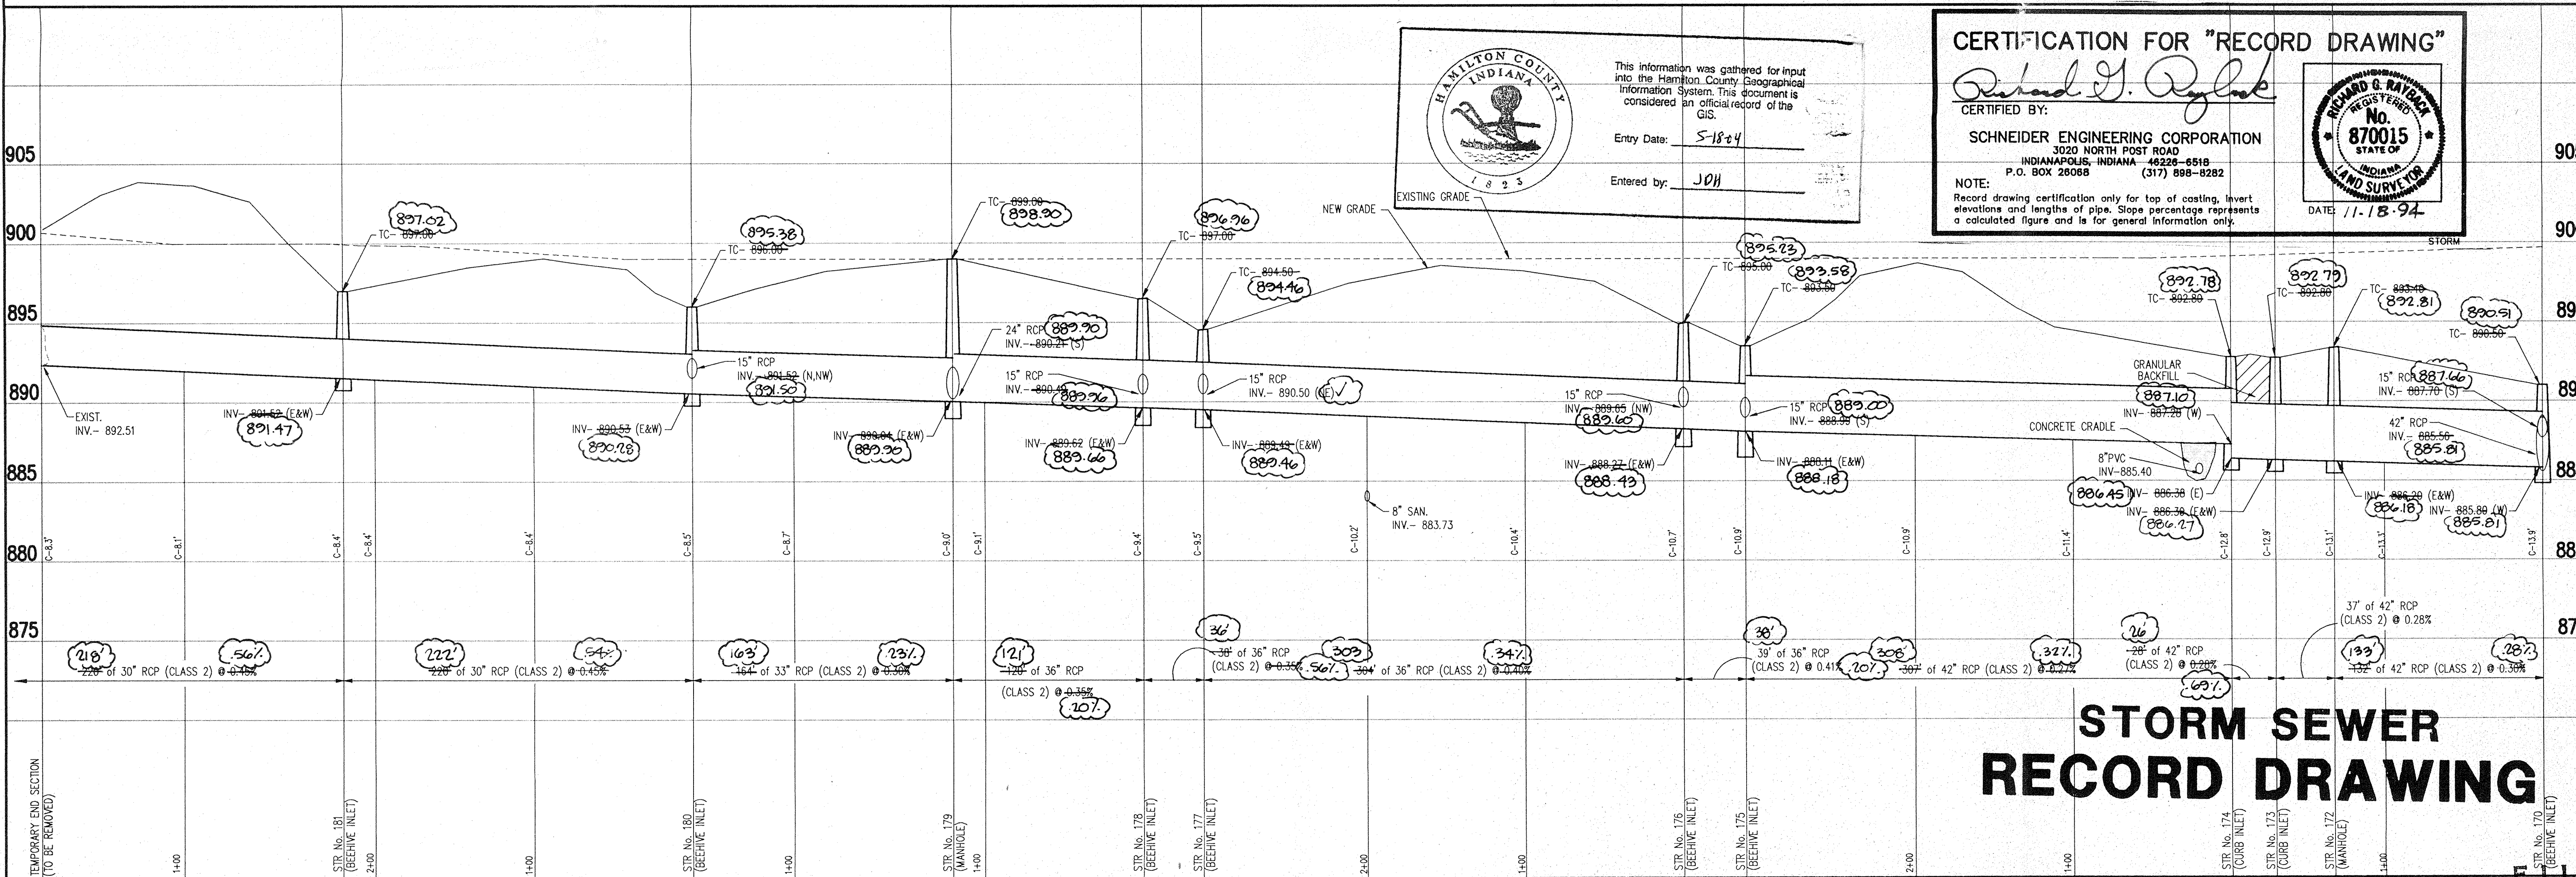 CERTIFICATION FOR "RECORD DRAWING"
Richard G. Rayback
CERTIFIED BY:
SCHNEIDER ENGINEERING CORPORATION
3020 NORTH POST ROAD
INDIANAPOLIS, INDIANA 46226-6518
P.O. BOX 26068 (317) 898-8282
NOTE:
Record drawing certification only for top of casting, invert
elevations and lengths of pipe. Slope percentage represents
a calculated figure and is for general information only.
RICHARD G. RAYBACK
REGISTERED
No.
870015
STATE OF
INDIANA
LAND SURVEYOR
DATE: 11-18-94
HAMILTON COUNTY
INDIANA
1823
This information was gathered for input
into the Hamilton County Geographical
Information System. This document is
considered an official record of the
GIS.
Entry Date: 5-18-04
Entered by: JDH
905
900
895
890
885
880
875
EXISTING GRADE
NEW GRADE
STORM
897.02
TC- 897.00
895.38
TC- 896.00
TC- 899.00
898.90
896.96
TC- 897.00
TC- 894.50
894.46
895.23
TC- 895.00
893.58
TC- 893.50
892.78
TC- 892.80
892.79
TC- 892.80
TC- 893.40
892.81
890.51
TC- 890.50
EXIST.
INV.- 892.51
INV- 891.52 (E&W)
891.47
15" RCP
INV.- 891.52 (N,NW)
891.50
INV- 890.53 (E&W)
890.28
24" RCP 889.90
INV.- 890.21 (S)
INV- 890.04 (E&W)
889.90
15" RCP
INV.- 890.49
889.96
INV- 889.62 (E&W)
889.66
15" RCP
INV.- 890.50 (NE) ✓
INV- 889.49 (E&W)
889.46
8" SAN.
INV.- 883.73
15" RCP
INV- 889.65 (NW)
889.60
INV- 888.27 (E&W)
888.43
15" RCP 889.00
INV.- 888.99 (S)
INV- 888.11 (E&W)
888.18
GRANULAR
BACKFILL
887.10
INV- 887.28 (W)
CONCRETE CRADLE
8"PVC
INV-885.40
886.45 INV- 886.38 (E)
INV- 886.30 (E&W)
886.27
15" RCP 887.66
INV- 887.70 (S)
42" RCP
INV- 885.56
885.81
INV- 886.20 (E&W)
886.18
INV- 885.80 (W)
885.81
C-8.3'
C-8.1'
C-8.4'
C-8.4'
C-8.4'
C-8.5'
C-8.7'
C-9.0'
C-9.1'
C-9.4'
C-9.5'
C-10.2'
C-10.4'
C-10.7'
C-10.9'
C-10.9'
C-11.4'
C-12.8'
C-12.9'
C-13.1'
C-13.3'
C-13.9'
218' .56%
220' of 30" RCP (CLASS 2) @ 0.45%
222' .54%
220' of 30" RCP (CLASS 2) @ 0.45%
163' .23%
164' of 33" RCP (CLASS 2) @ 0.30%
121'
120' of 36" RCP
(CLASS 2) @ 0.35%
.20%
36'
38' of 36" RCP
(CLASS 2) @ 0.35%
.56%
303 .34%
304' of 36" RCP (CLASS 2) @ 0.40%
38'
39' of 36" RCP
(CLASS 2) @ 0.41%
.20%
308' .32%
307' of 42" RCP (CLASS 2) @ 0.27%
26'
28' of 42" RCP
(CLASS 2) @ 0.28%
.69%
37' of 42" RCP
(CLASS 2) @ 0.28%
133' .28%
132' of 42" RCP (CLASS 2) @ 0.30%
STORM SEWER
RECORD DRAWING
TEMPORARY END SECTION
(TO BE REMOVED)
1+00
STR No. 181
(BEEHIVE INLET)
2+00
1+00
STR No. 180
(BEEHIVE INLET)
1+00
STR No. 179
(MANHOLE)
1+00
STR No. 178
(BEEHIVE INLET)
STR No. 177
(BEEHIVE INLET)
2+00
1+00
STR No. 176
(BEEHIVE INLET)
STR No. 175
(BEEHIVE INLET)
2+00
1+00
STR No. 174
(CURB INLET)
STR No. 173
(CURB INLET)
STR No. 172
(MANHOLE)
1+00
STR No. 170
(BEEHIVE INLET)